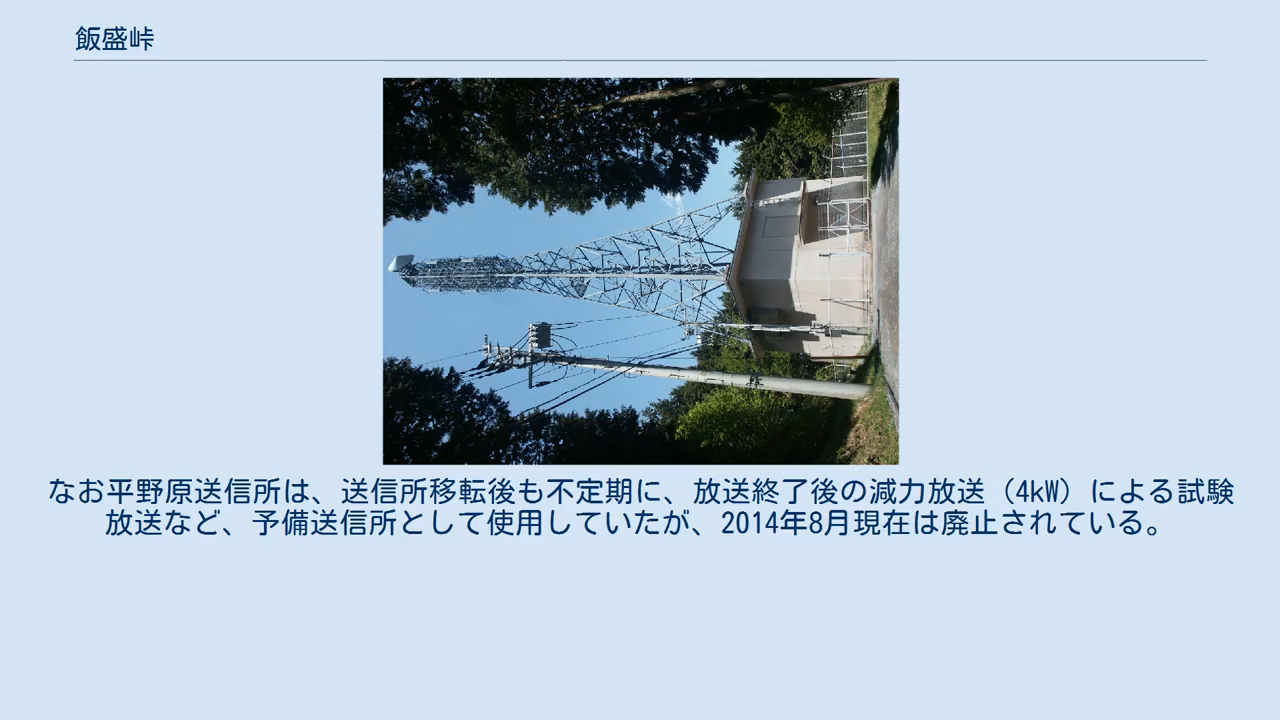 飯盛峠
なお平野原送信所は、送信所移転後も不定期に、放送終了後の減力放送（4kW）による試験
放送など、予備送信所として使用していたが、2014年8月現在は廃止されている。